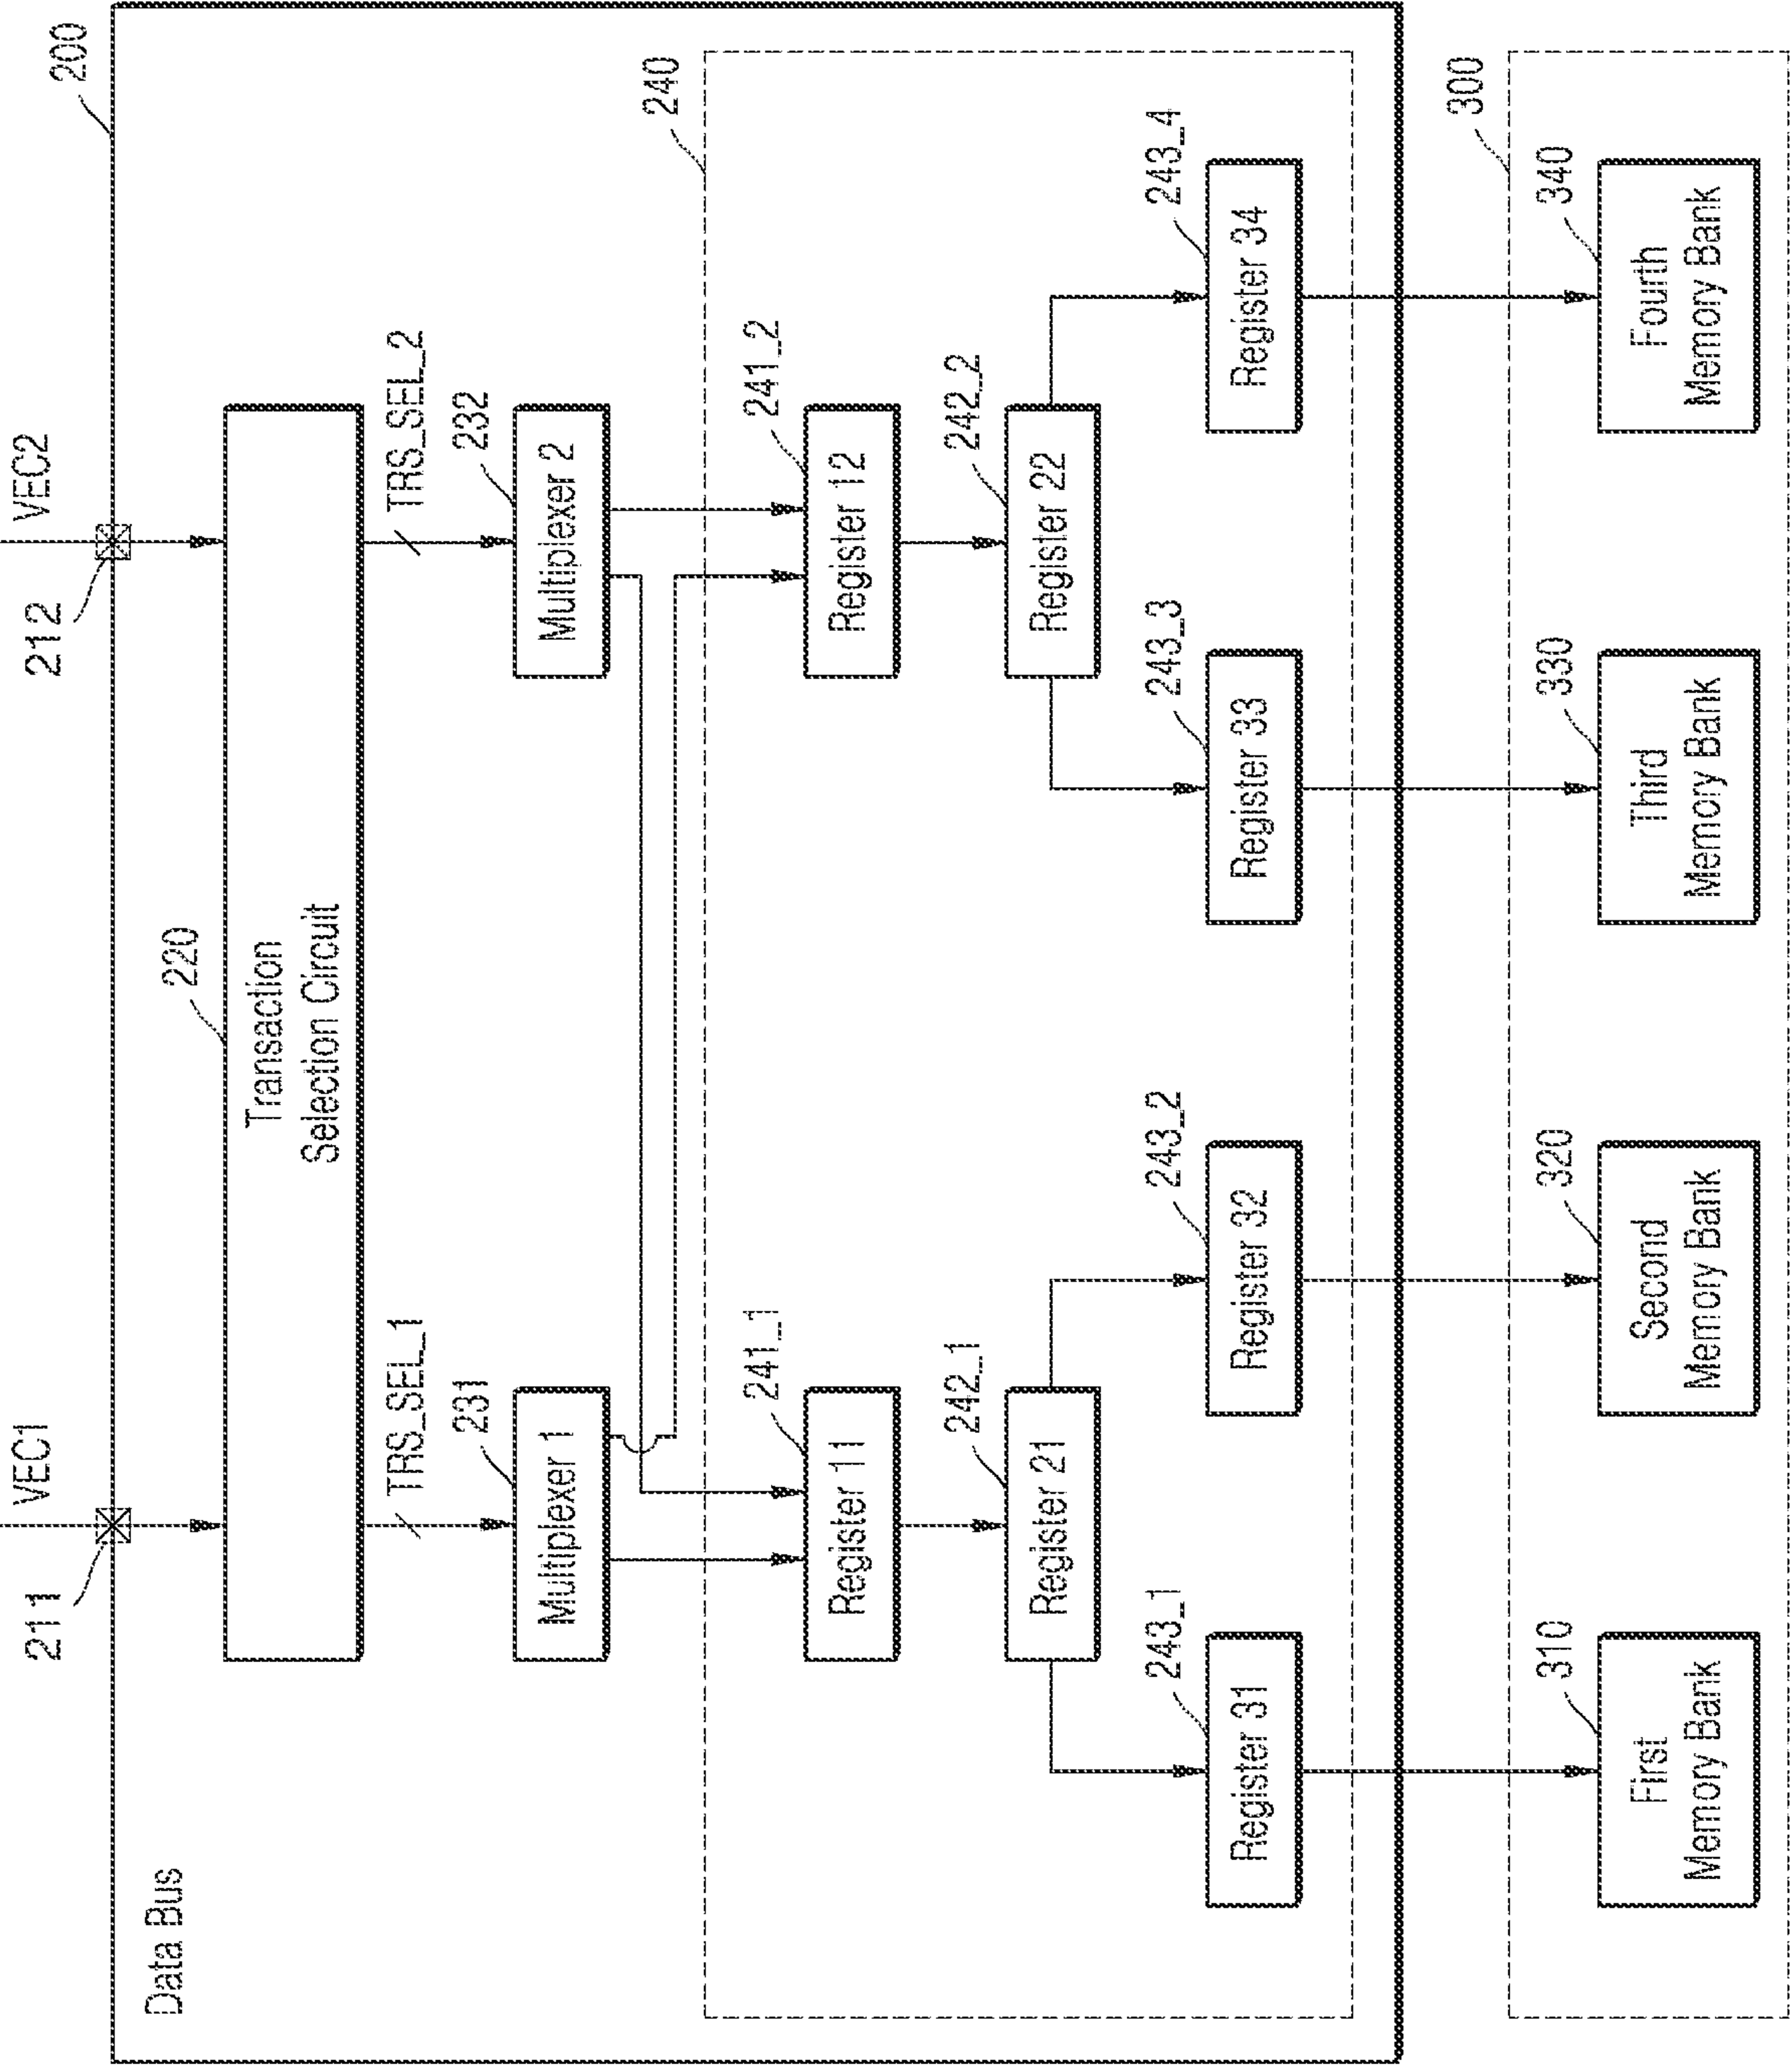 VEC1
VEC2
211
212
200
Data Bus
220
Transaction
Selection Circuit
TRS_SEL_1
TRS_SEL_2
231
232
Multiplexer 1
Multiplexer 2
240
241_1
241_2
Register 11
Register 12
242_1
242_2
Register 21
Register 22
243_1
243_2
243_3
243_4
Register 31
Register 32
Register 33
Register 34
300
310
320
330
340
First
Memory Bank
Second
Memory Bank
Third
Memory Bank
Fourth
Memory Bank